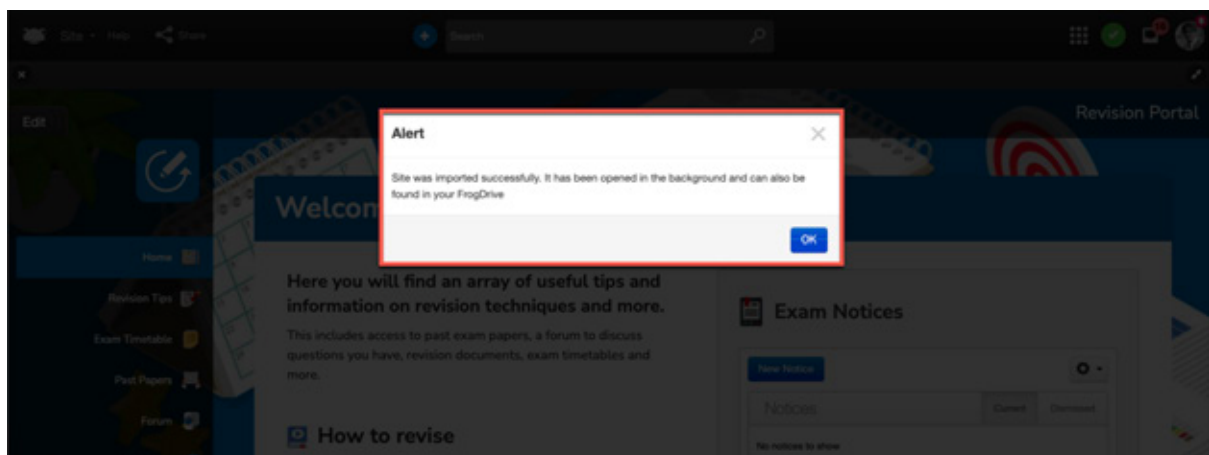 Site Help Share
Search
Edit
Revision Portal
Alert
Site was imported successfully. It has been opened in the background and can also be
found in your FrogDrive
OK
Welcom
Home
Revision Tips
Exam Timetable
Past Papers
Forum
Here you will find an array of useful tips and
information on revision techniques and more.
This includes access to past exam papers, a forum to discuss
questions you have, revision documents, exam timetables and
more.
How to revise
Exam Notices
New Notice
Notices
Current Dismissed
No notices to show